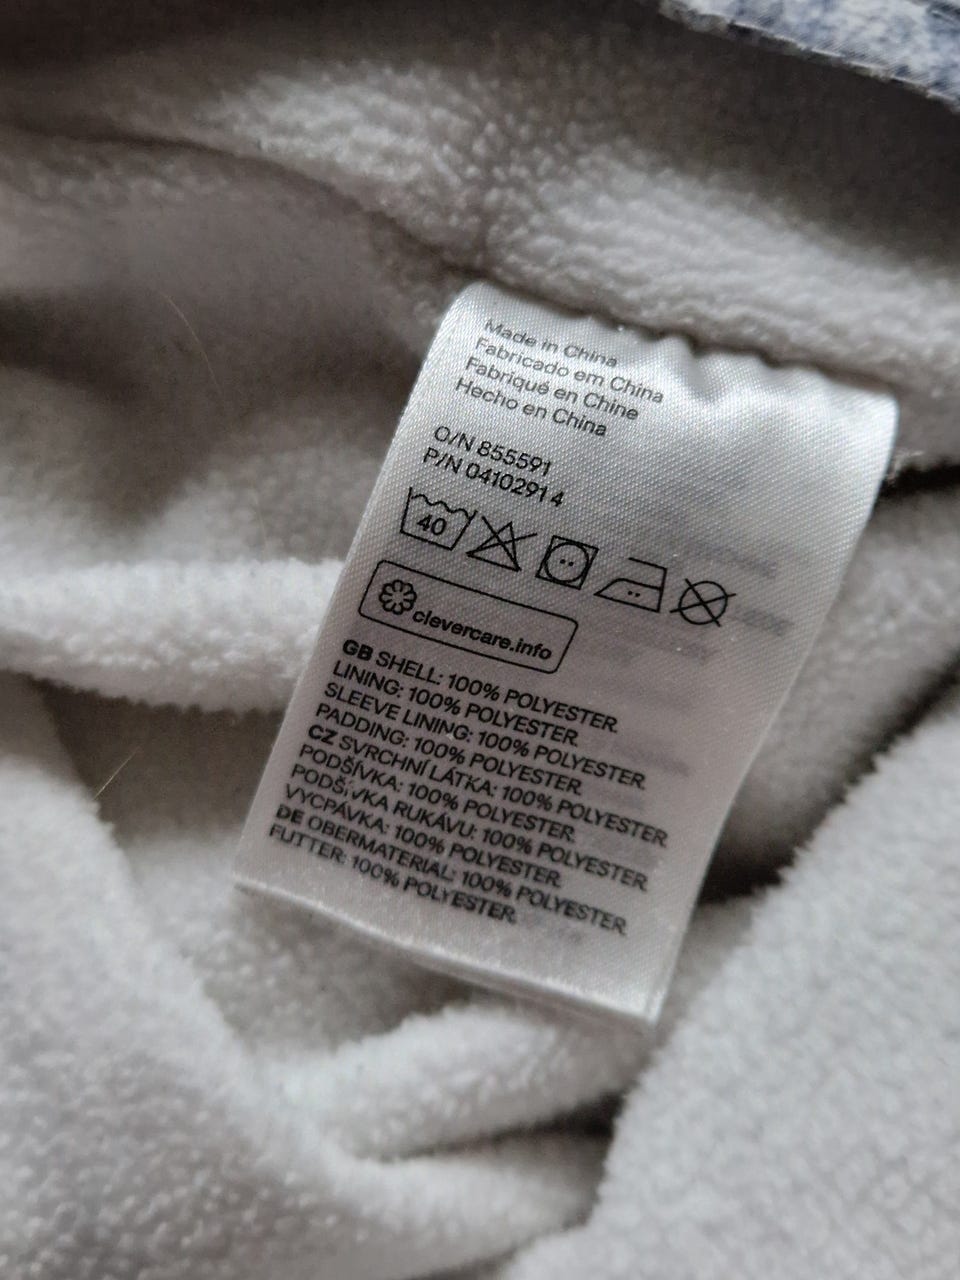 Made in China
Fabricado em China
Fabriqué en Chine
Hecho en China
O/N 855591
P/N 04102914
40
clevercare.info
GB SHELL: 100% POLYESTER
LINING: 100% POLYESTER
SLEEVE LINING: 100% POLYESTER
PADDING: 100% POLYESTER
CZ SVRCHNÍ LÁTKA: 100% POLYESTER
PODŠÍVKA: 100% POLYESTER
PODŠÍVKA RUKÁVU: 100% POLYESTER
VYCPÁVKA: 100% POLYESTER
DE OBERMATERIAL: 100% POLYESTER
FUTTER: 100% POLYESTER